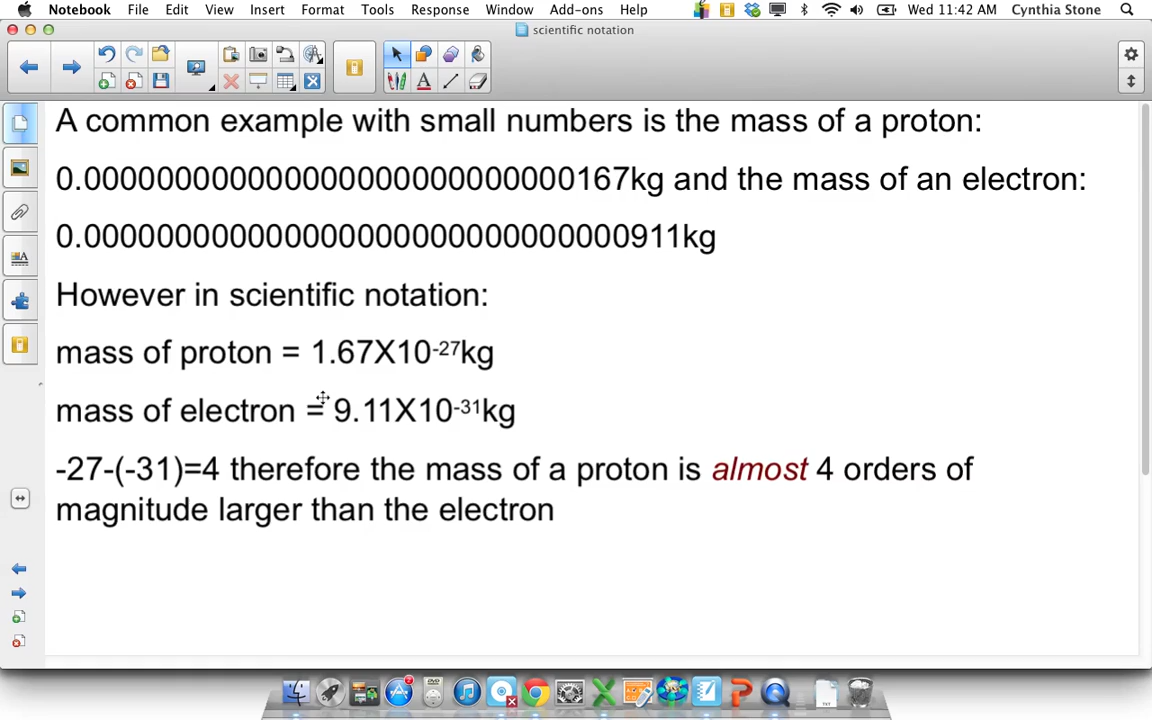 Notebook File Edit View Insert Format Tools Response Window Add-ons Help Wed 11:42 AM Cynthia Stone
scientific notation
A common example with small numbers is the mass of a proton:
0.000000000000000000000000000167kg and the mass of an electron:
0.000000000000000000000000000000911kg
However in scientific notation:
mass of proton = 1.67X10⁻²⁷kg
mass of electron = 9.11X10⁻³¹kg
-27-(-31)=4 therefore the mass of a proton is almost 4 orders of
magnitude larger than the electron